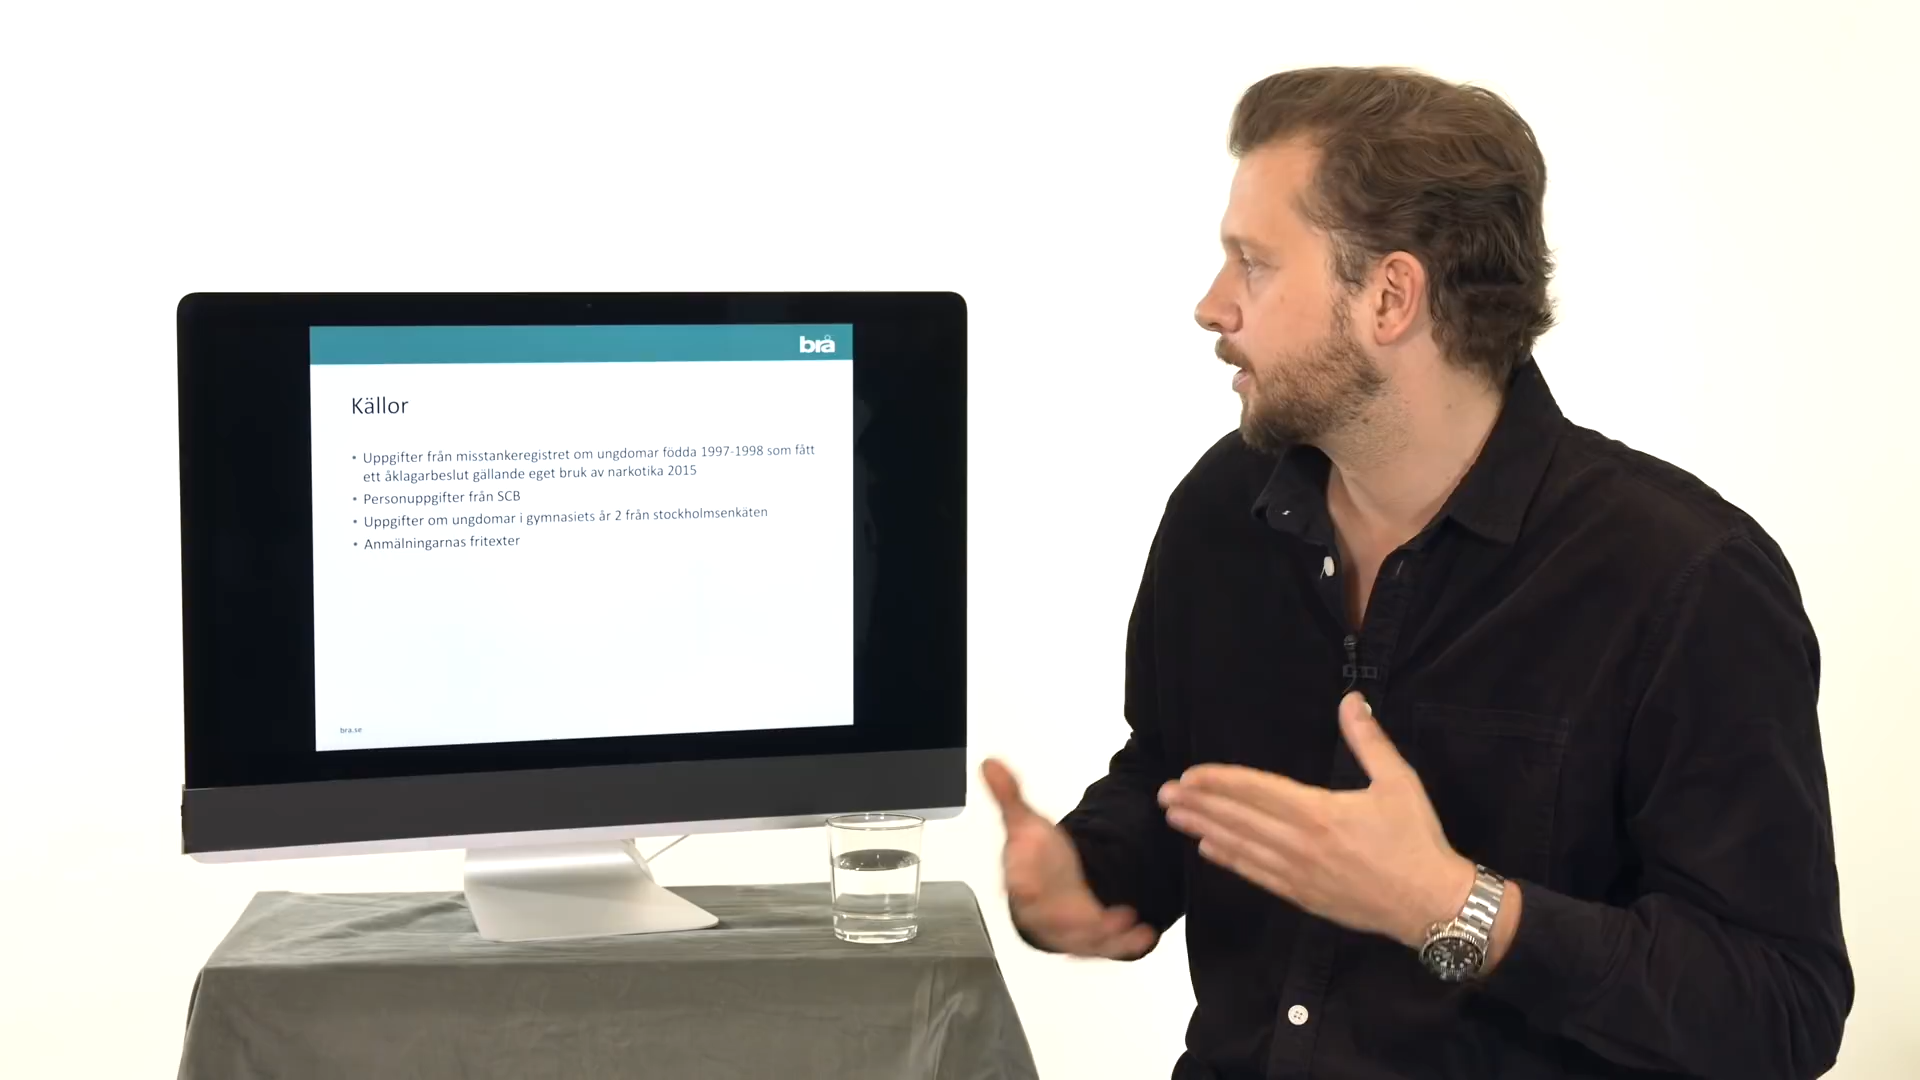 brå
Källor
• Uppgifter från misstankeregistret om ungdomar födda 1997-1998 som fått
ett åklagarbeslut gällande eget bruk av narkotika 2015
• Personuppgifter från SCB
• Uppgifter om ungdomar i gymnasiets år 2 från stockholmsenkäten
• Anmälningarnas fritexter
bra.se